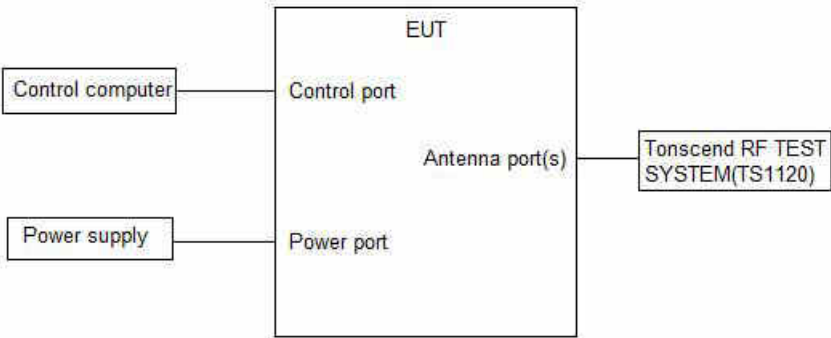 EUT
Control computer
Control port
Antenna port(s)
Tonscend RF TEST
SYSTEM(TS1120)
Power supply
Power port